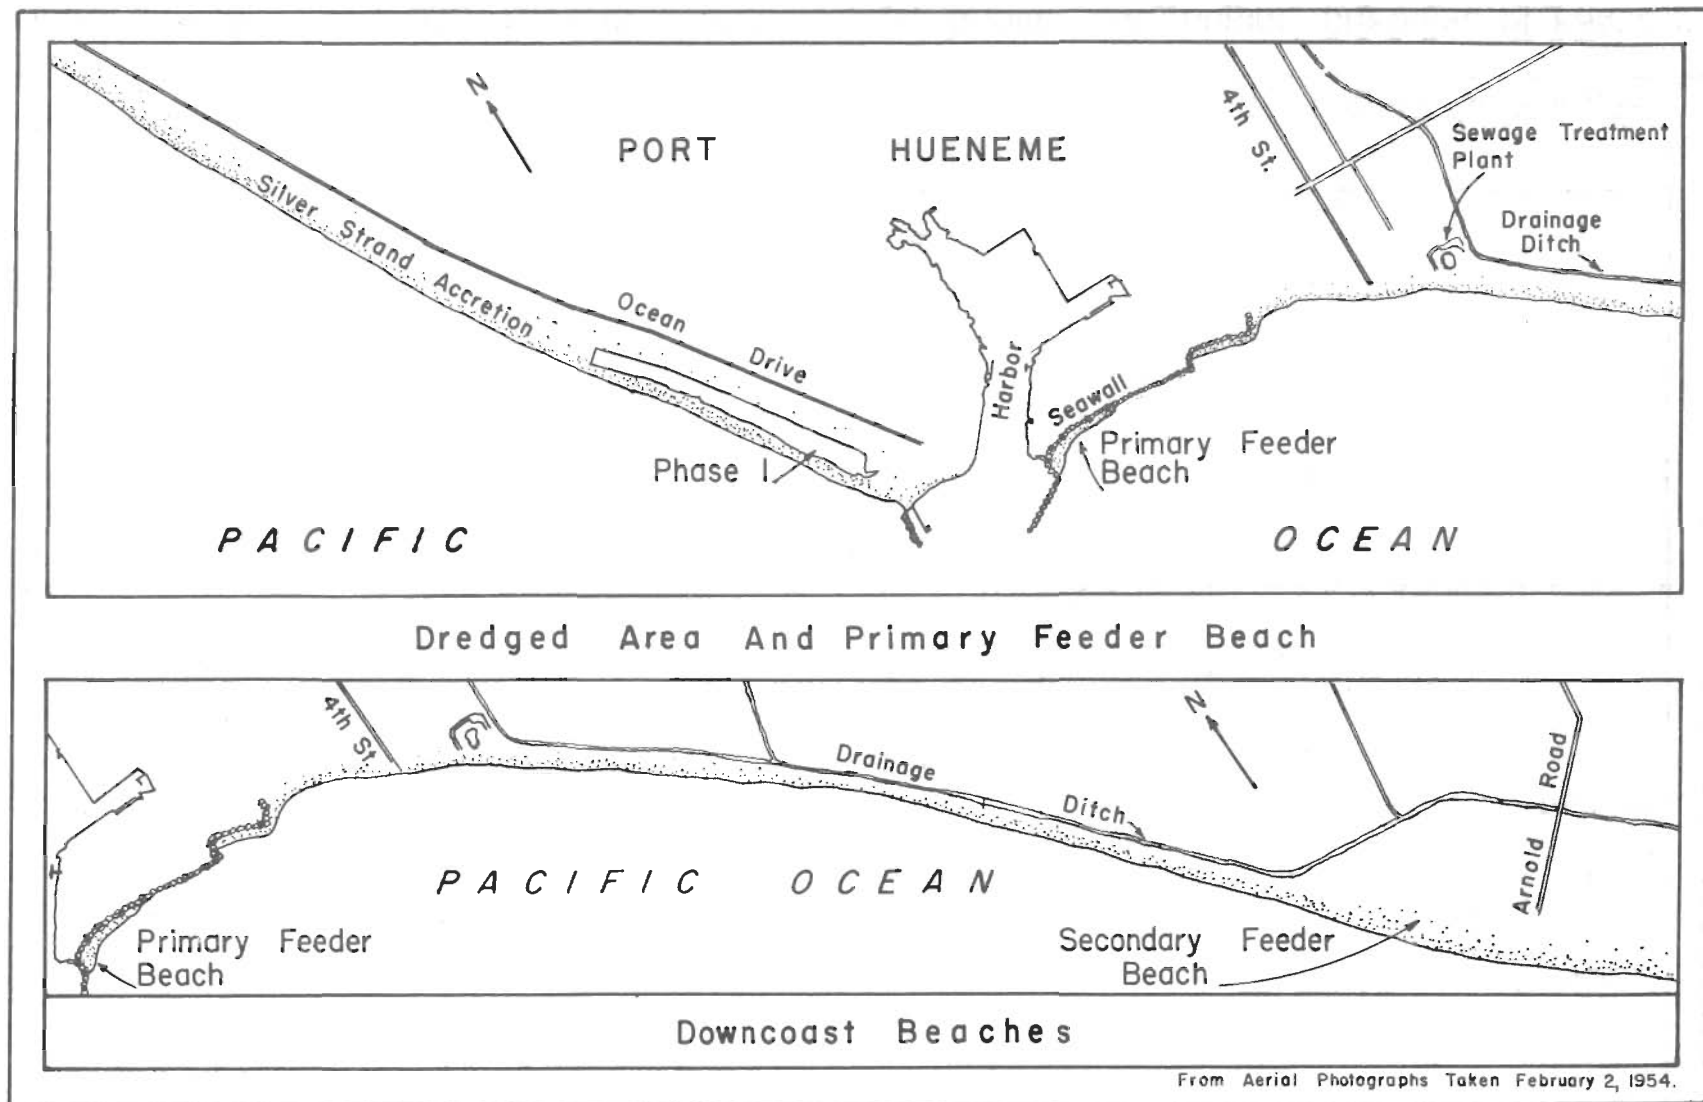 N
PORT HUENEME
4th St.
Sewage Treatment
Plant
Drainage
Ditch
Silver Strand Accretion
Ocean Drive
Harbor
Seawall
Primary Feeder
Beach
Phase I
PACIFIC OCEAN
Dredged Area And Primary Feeder Beach
4th St.
N
Drainage Ditch
Arnold Road
PACIFIC OCEAN
Primary Feeder
Beach
Secondary Feeder
Beach
Downcoast Beaches
From Aerial Photographs Taken February 2, 1954.